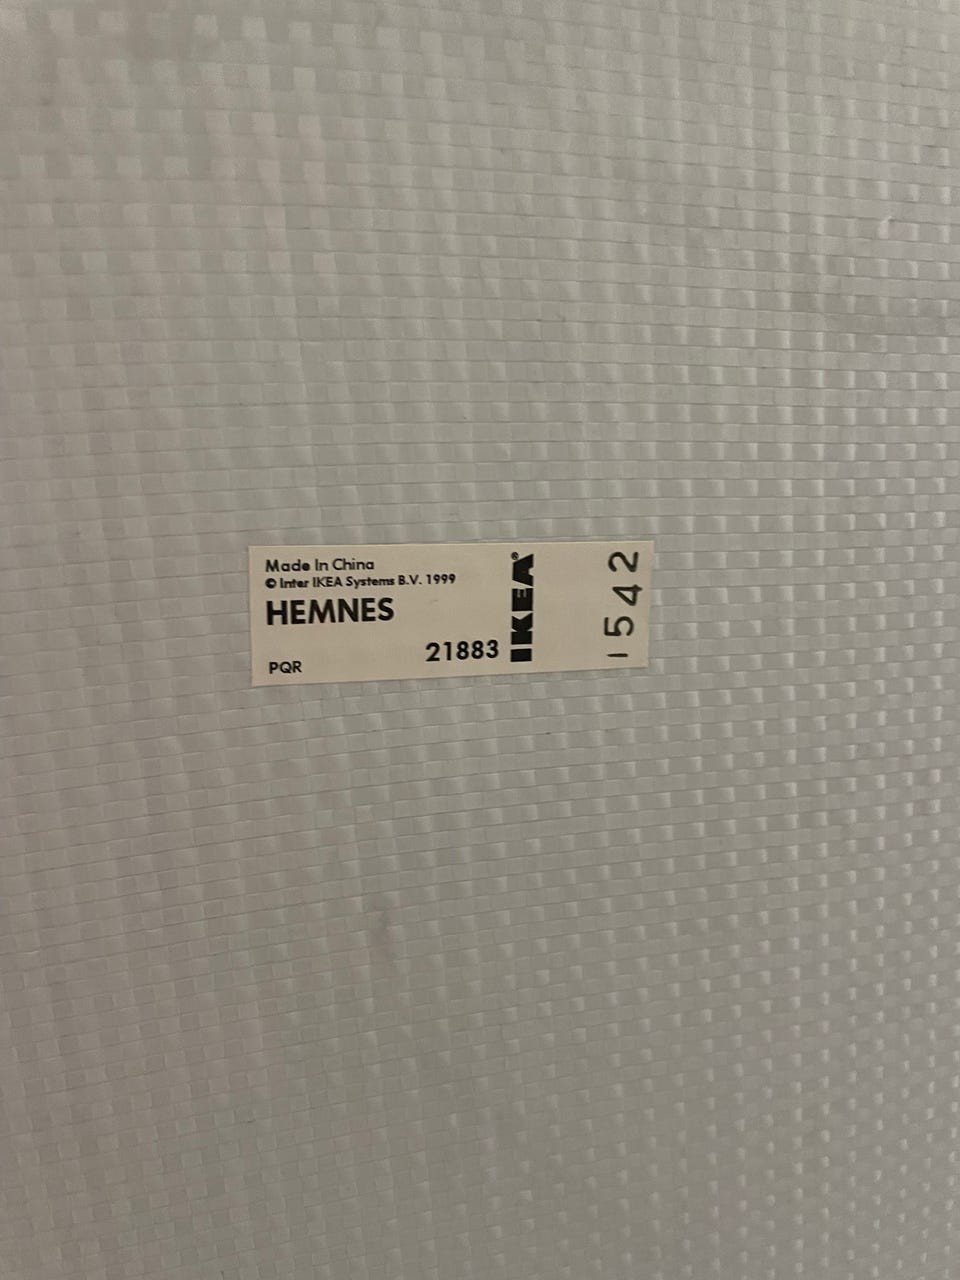 Made In China
© Inter IKEA Systems B.V. 1999
HEMNES
21883
PQR
IKEA®
1542